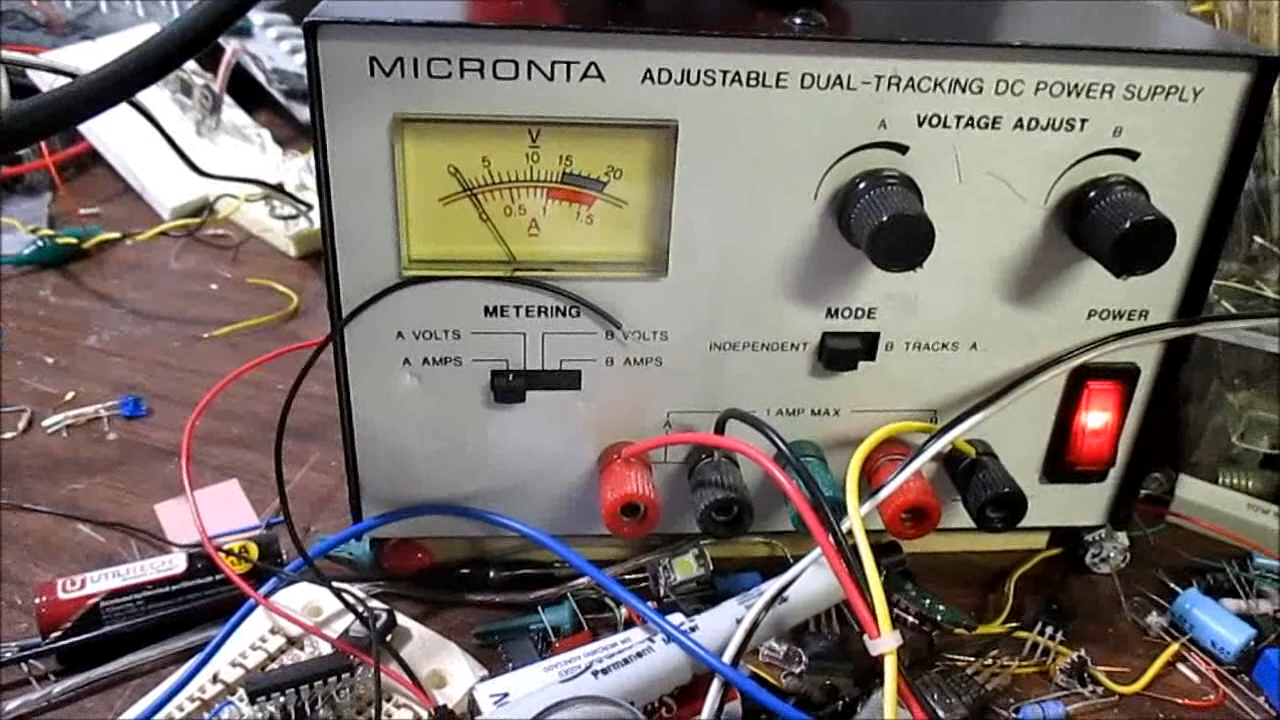 MICRONTA
ADJUSTABLE DUAL-TRACKING DC POWER SUPPLY
A VOLTAGE ADJUST B
V
5 10 15 20
0.5 1 1.5
A
METERING
A VOLTS B VOLTS
A AMPS B AMPS
MODE
INDEPENDENT B TRACKS A
POWER
1 AMP MAX
A B
AA
UTILITECH
Permanent